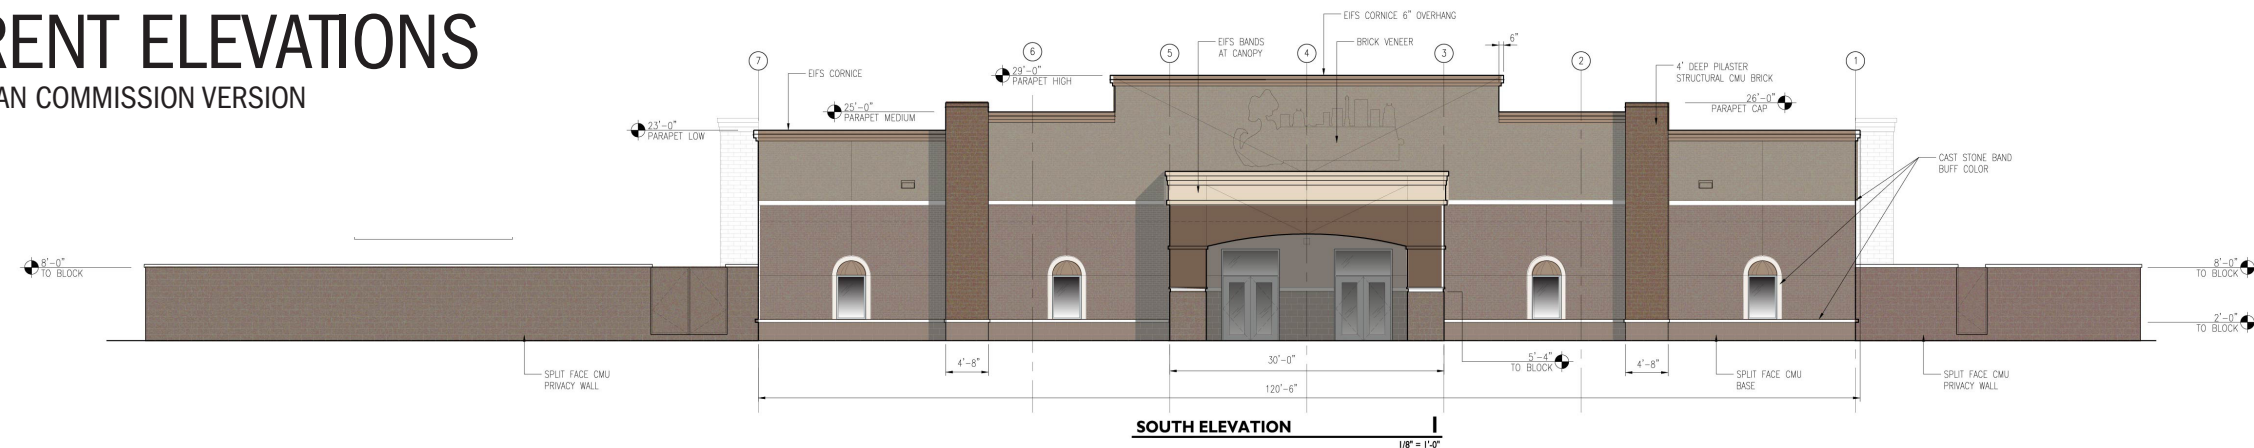 RENT ELEVATIONS
AN COMMISSION VERSION
EIFS CORNICE 6" OVERHANG
EIFS BANDS
AT CANOPY
BRICK VENEER
6"
7
6
5
4
3
2
1
EIFS CORNICE
29'-0"
PARAPET HIGH
4' DEEP PILASTER
STRUCTURAL CMU BRICK
25'-0"
PARAPET MEDIUM
26'-0"
PARAPET CAP
23'-0"
PARAPET LOW
CAST STONE BAND
BUFF COLOR
8'-0"
TO BLOCK
8'-0"
TO BLOCK
2'-0"
TO BLOCK
SPLIT FACE CMU
PRIVACY WALL
4'-8"
30'-0"
5'-4"
TO BLOCK
4'-8"
SPLIT FACE CMU
BASE
SPLIT FACE CMU
PRIVACY WALL
120'-6"
SOUTH ELEVATION 1
1/8" = 1'-0"